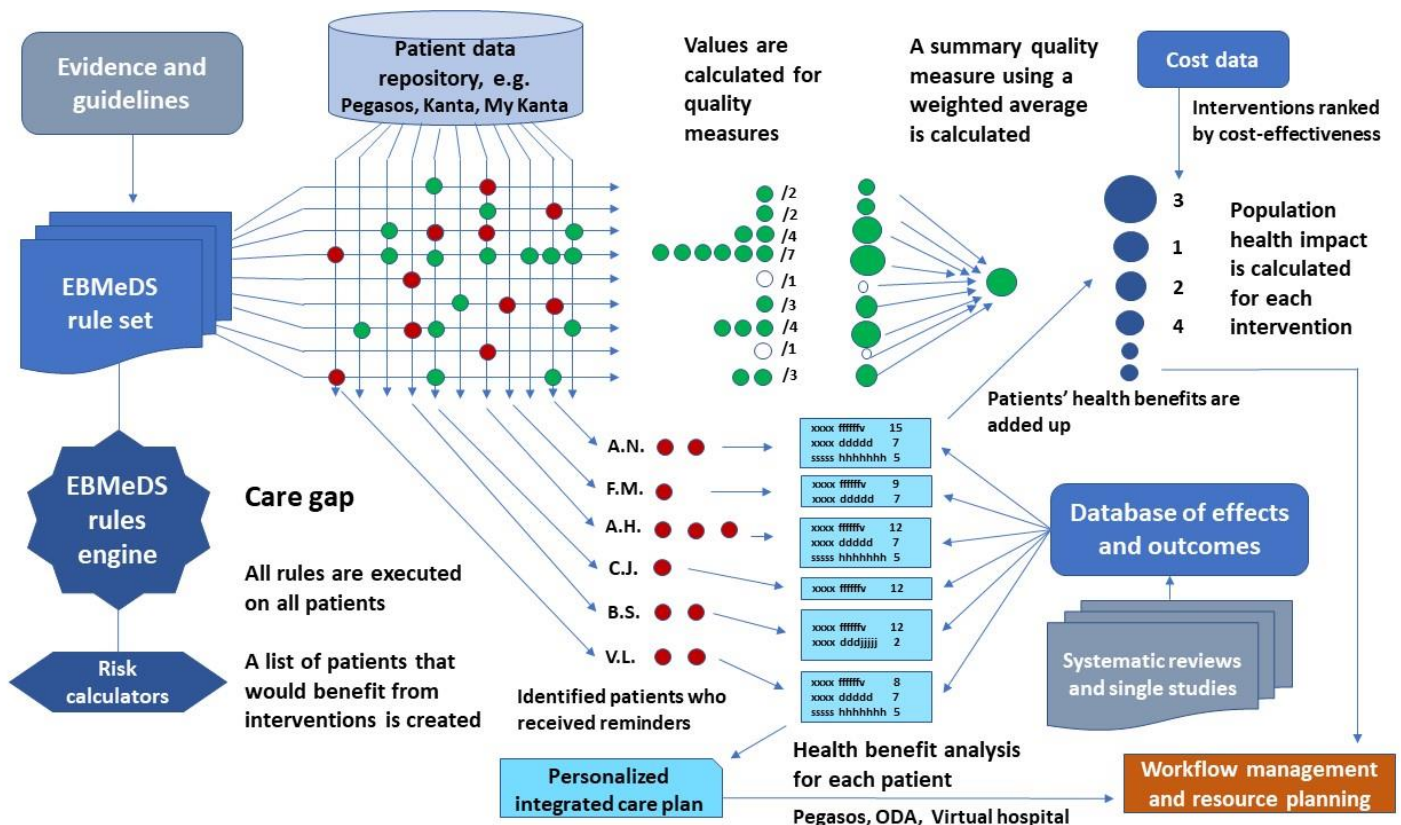 Evidence and
guidelines
Patient data
repository, e.g.
Pegasos, Kanta, My Kanta
Values are
calculated for
quality
measures
A summary quality
measure using a
weighted average
is calculated
Cost data
Interventions ranked
by cost-effectiveness
EBMeDS
rule set
/2
/2
/4
/7
/1
/3
/4
/1
/3
3
1
2
4
Population
health impact
is calculated
for each
intervention
Patients’ health benefits are
added up
EBMeDS
rules
engine
Care gap
All rules are executed
on all patients
A list of patients that
would benefit from
interventions is created
Risk
calculators
A.N.
F.M.
A.H.
C.J.
B.S.
V.L.
Identified patients who
received reminders
xxxx ffffffv 15
xxxx ddddd 7
sssss hhhhhhh 5
xxxx ffffffv 9
xxxx ddddd 7
xxxx ffffffv 12
xxxx ddddd 7
sssss hhhhhhh 5
xxxx ffffffv 12
xxxx ffffffv 12
xxxx dddjjjjj 2
xxxx ffffffv 8
xxxx ddddd 7
sssss hhhhhhh 5
Database of effects
and outcomes
Systematic reviews
and single studies
Personalized
integrated care plan
Health benefit analysis
for each patient
Pegasos, ODA, Virtual hospital
Workflow management
and resource planning